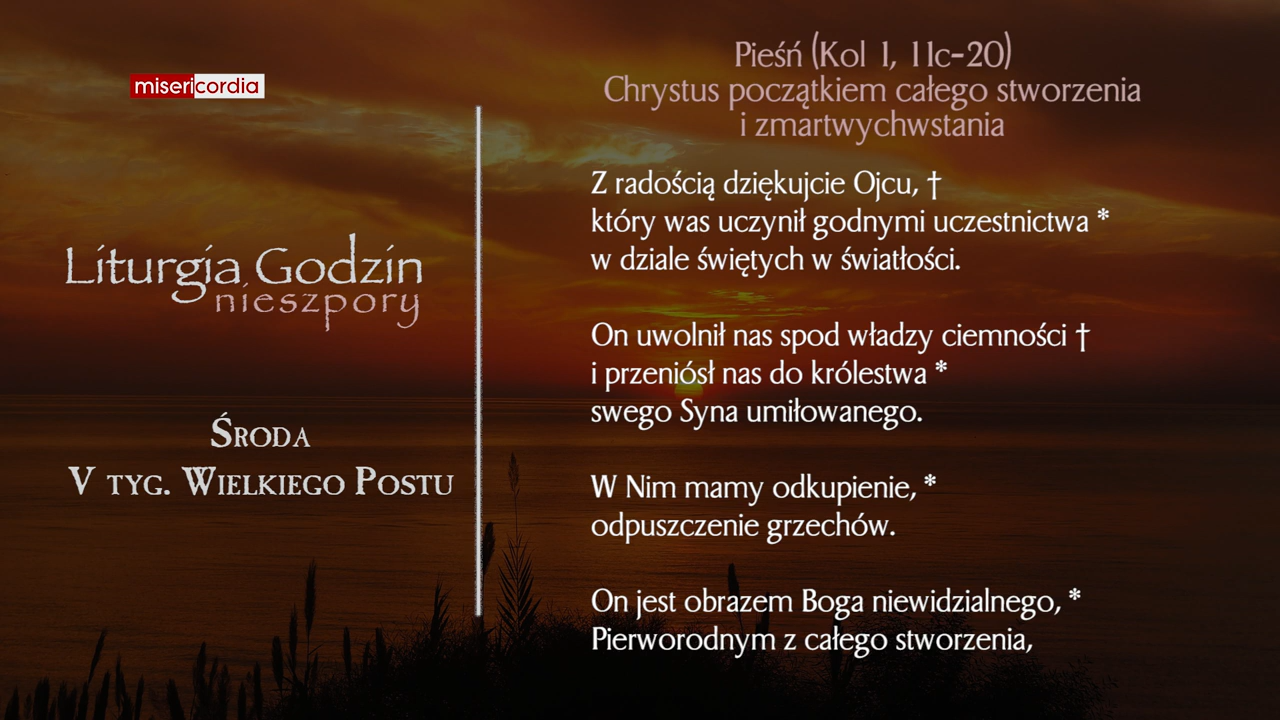 misericordia
Liturgia Godzin
nieszpory
Środa
V tyg. Wielkiego Postu
Pieśń (Kol 1, 11c-20)
Chrystus początkiem całego stworzenia
i zmartwychwstania
Z radością dziękujcie Ojcu, †
który was uczynił godnymi uczestnictwa *
w dziale świętych w światłości.
On uwolnił nas spod władzy ciemności †
i przeniósł nas do królestwa *
swego Syna umiłowanego.
W Nim mamy odkupienie, *
odpuszczenie grzechów.
On jest obrazem Boga niewidzialnego, *
Pierworodnym z całego stworzenia,